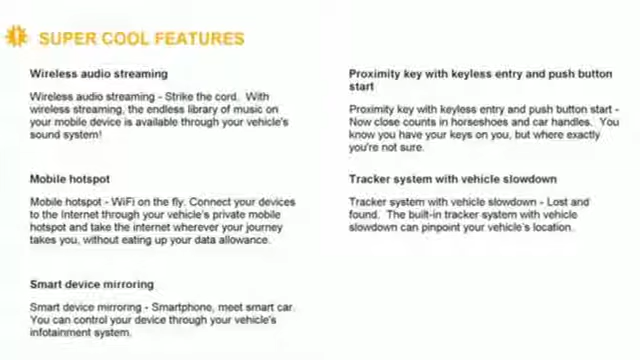 SUPER COOL FEATURES
Wireless audio streaming
Wireless audio streaming - Strike the cord. With
wireless streaming, the endless library of music on
your mobile device is available through your vehicle's
sound system!
Mobile hotspot
Mobile hotspot - WiFi on the fly. Connect your devices
to the Internet through your vehicle's private mobile
hotspot and take the internet wherever your journey
takes you, without eating up your data allowance.
Smart device mirroring
Smart device mirroring - Smartphone, meet smart car.
You can control your device through your vehicle's
infotainment system.
Proximity key with keyless entry and push button
start
Proximity key with keyless entry and push button start -
Now close counts in horseshoes and car handles. You
know you have your keys on you, but where exactly
you're not sure.
Tracker system with vehicle slowdown
Tracker system with vehicle slowdown - Lost and
found. The built-in tracker system with vehicle
slowdown can pinpoint your vehicle's location.